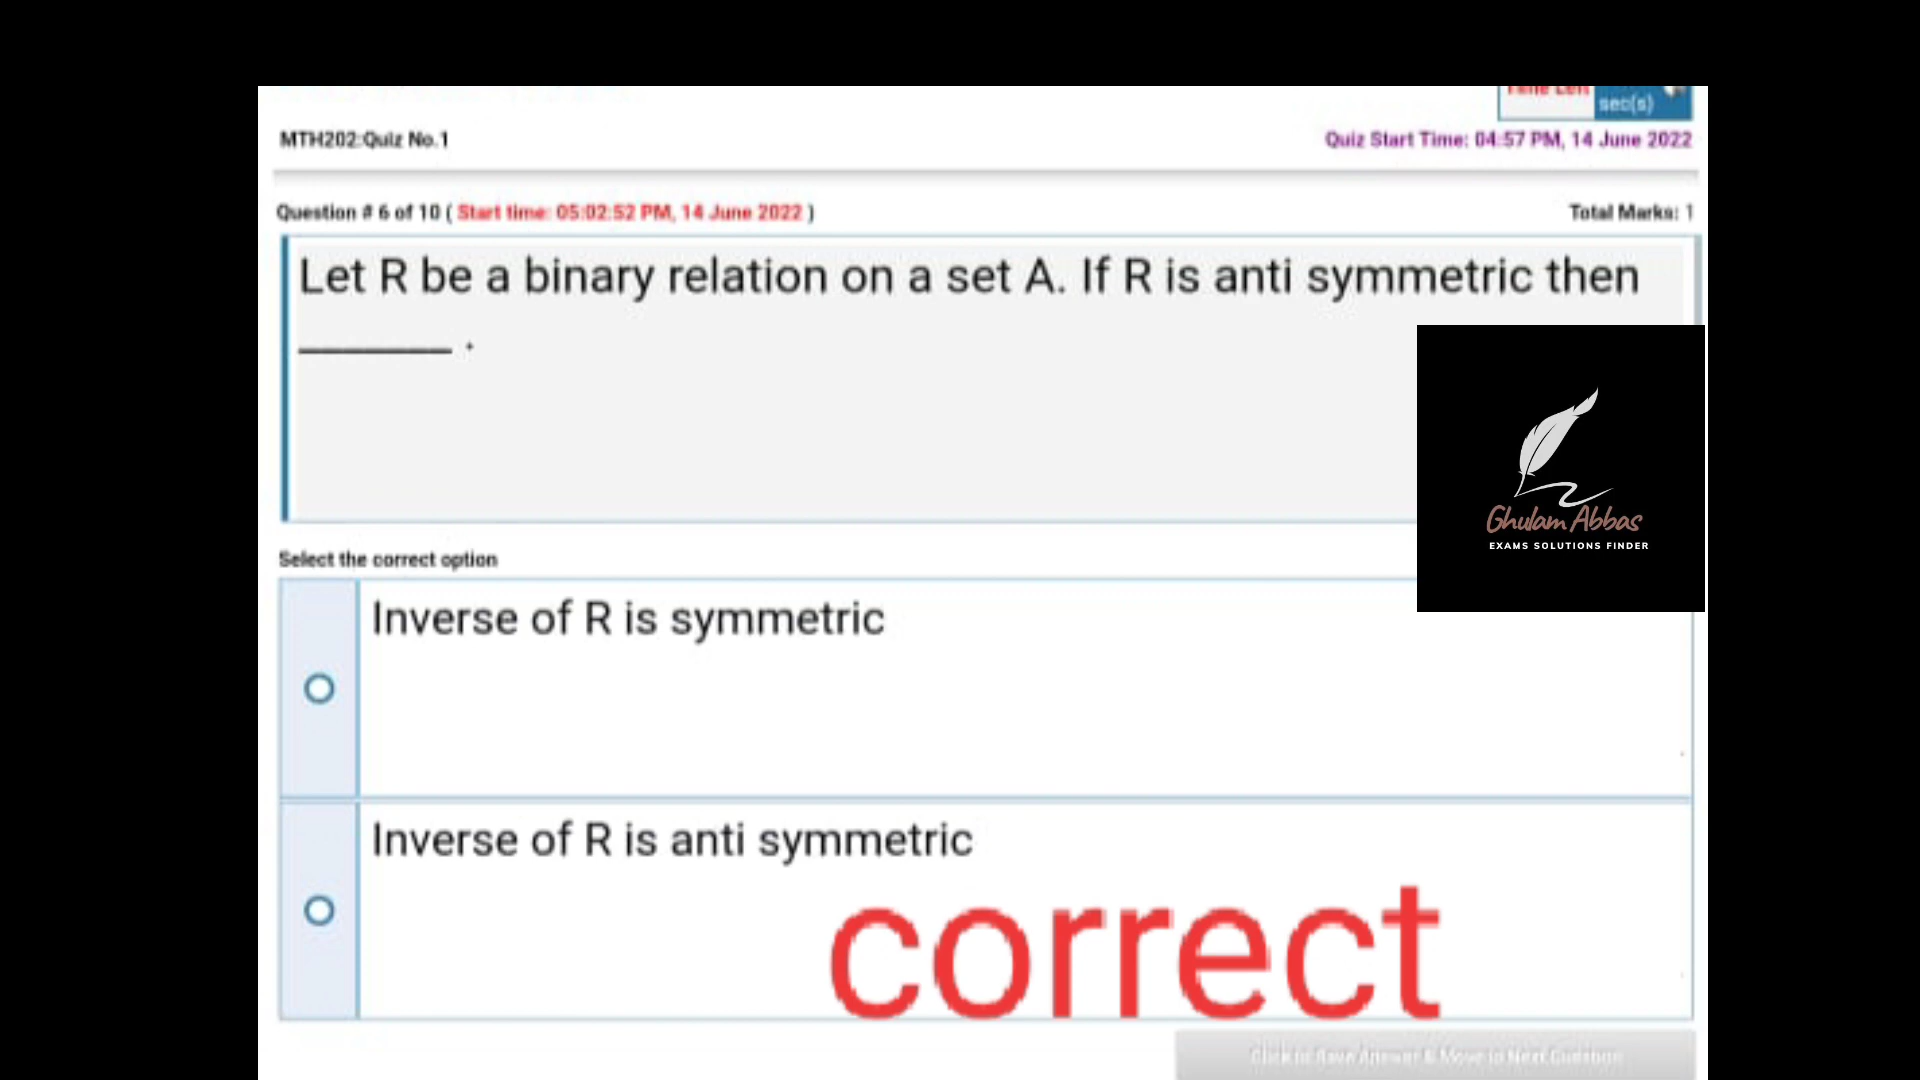 Time Left
sec(s)
MTH202:Quiz No.1
Quiz Start Time: 04:57 PM, 14 June 2022
Question # 6 of 10 ( Start time: 05:02:52 PM, 14 June 2022 )
Total Marks: 1
Let R be a binary relation on a set A. If R is anti symmetric then
_______ .
Ghulam Abbas
EXAMS SOLUTIONS FINDER
Select the correct option
Inverse of R is symmetric
Inverse of R is anti symmetric
correct
Click to Save Answer & Move to Next Question